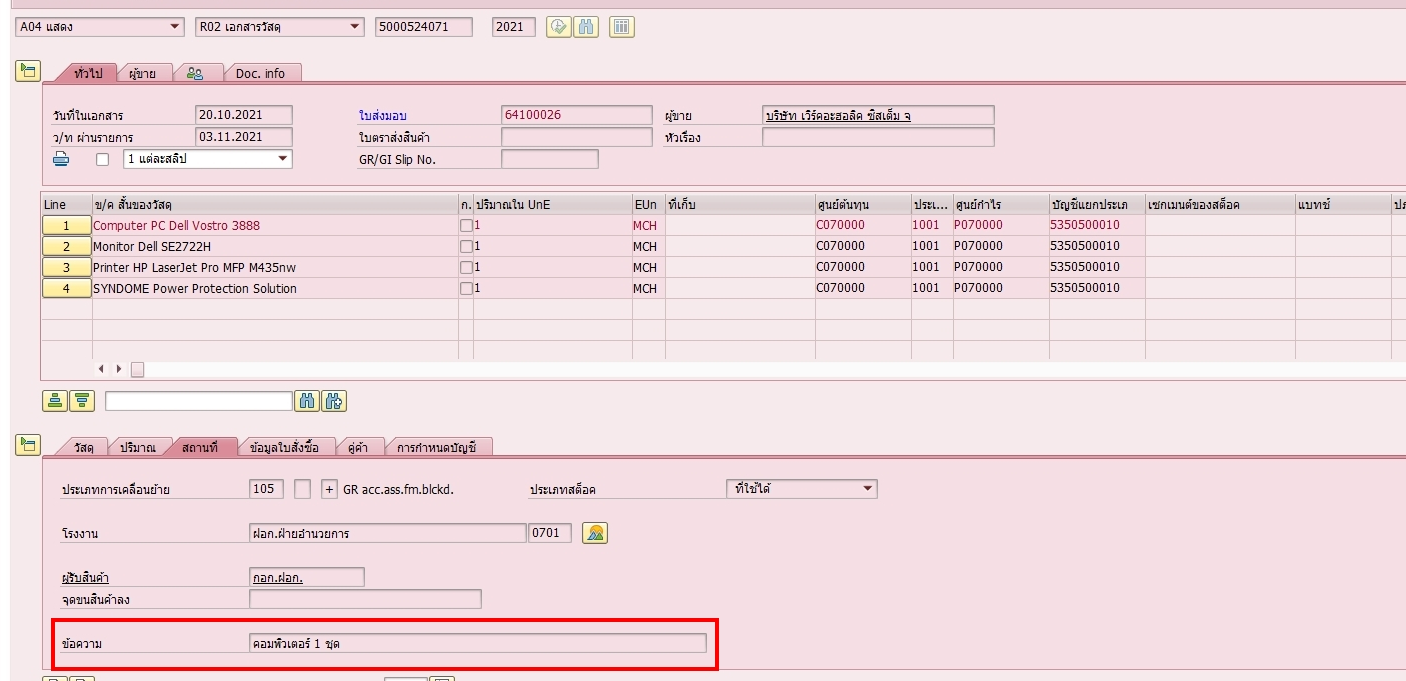 A04 แสดง R02 เอกสารวัสดุ 5000524071 2021
ทั่วไป ผู้ขาย Doc. info
วันที่ในเอกสาร 20.10.2021 ใบส่งมอบ 64100026 ผู้ขาย บริษัท เวิร์คอะฮอลิค ซิสเต็ม จ
ว/ท ผ่านรายการ 03.11.2021 ใบตราส่งสินค้า หัวเรื่อง
1 แต่ละสลิป GR/GI Slip No.
Line ข/ค สั้นของวัสดุ ก. ปริมาณใน UnE EUn ที่เก็บ ศูนย์ต้นทุน ประเ... ศูนย์กำไร บัญชีแยกประเภ เซกเมนต์ของสต็อค แบทช์
1 Computer PC Dell Vostro 3888 1 MCH C070000 1001 P070000 5350500010
2 Monitor Dell SE2722H 1 MCH C070000 1001 P070000 5350500010
3 Printer HP LaserJet Pro MFP M435nw 1 MCH C070000 1001 P070000 5350500010
4 SYNDOME Power Protection Solution 1 MCH C070000 1001 P070000 5350500010
วัสดุ ปริมาณ สถานที่ ข้อมูลใบสั่งซื้อ คู่ค้า การกำหนดบัญชี
ประเภทการเคลื่อนย้าย 105 + GR acc.ass.fm.blckd. ประเภทสต็อค ที่ใช้ได้
โรงงาน ฝอก.ฝ่ายอำนวยการ 0701
ผู้รับสินค้า กอก.ฝอก.
จุดขนสินค้าลง
ข้อความ คอมพิวเตอร์ 1 ชุด